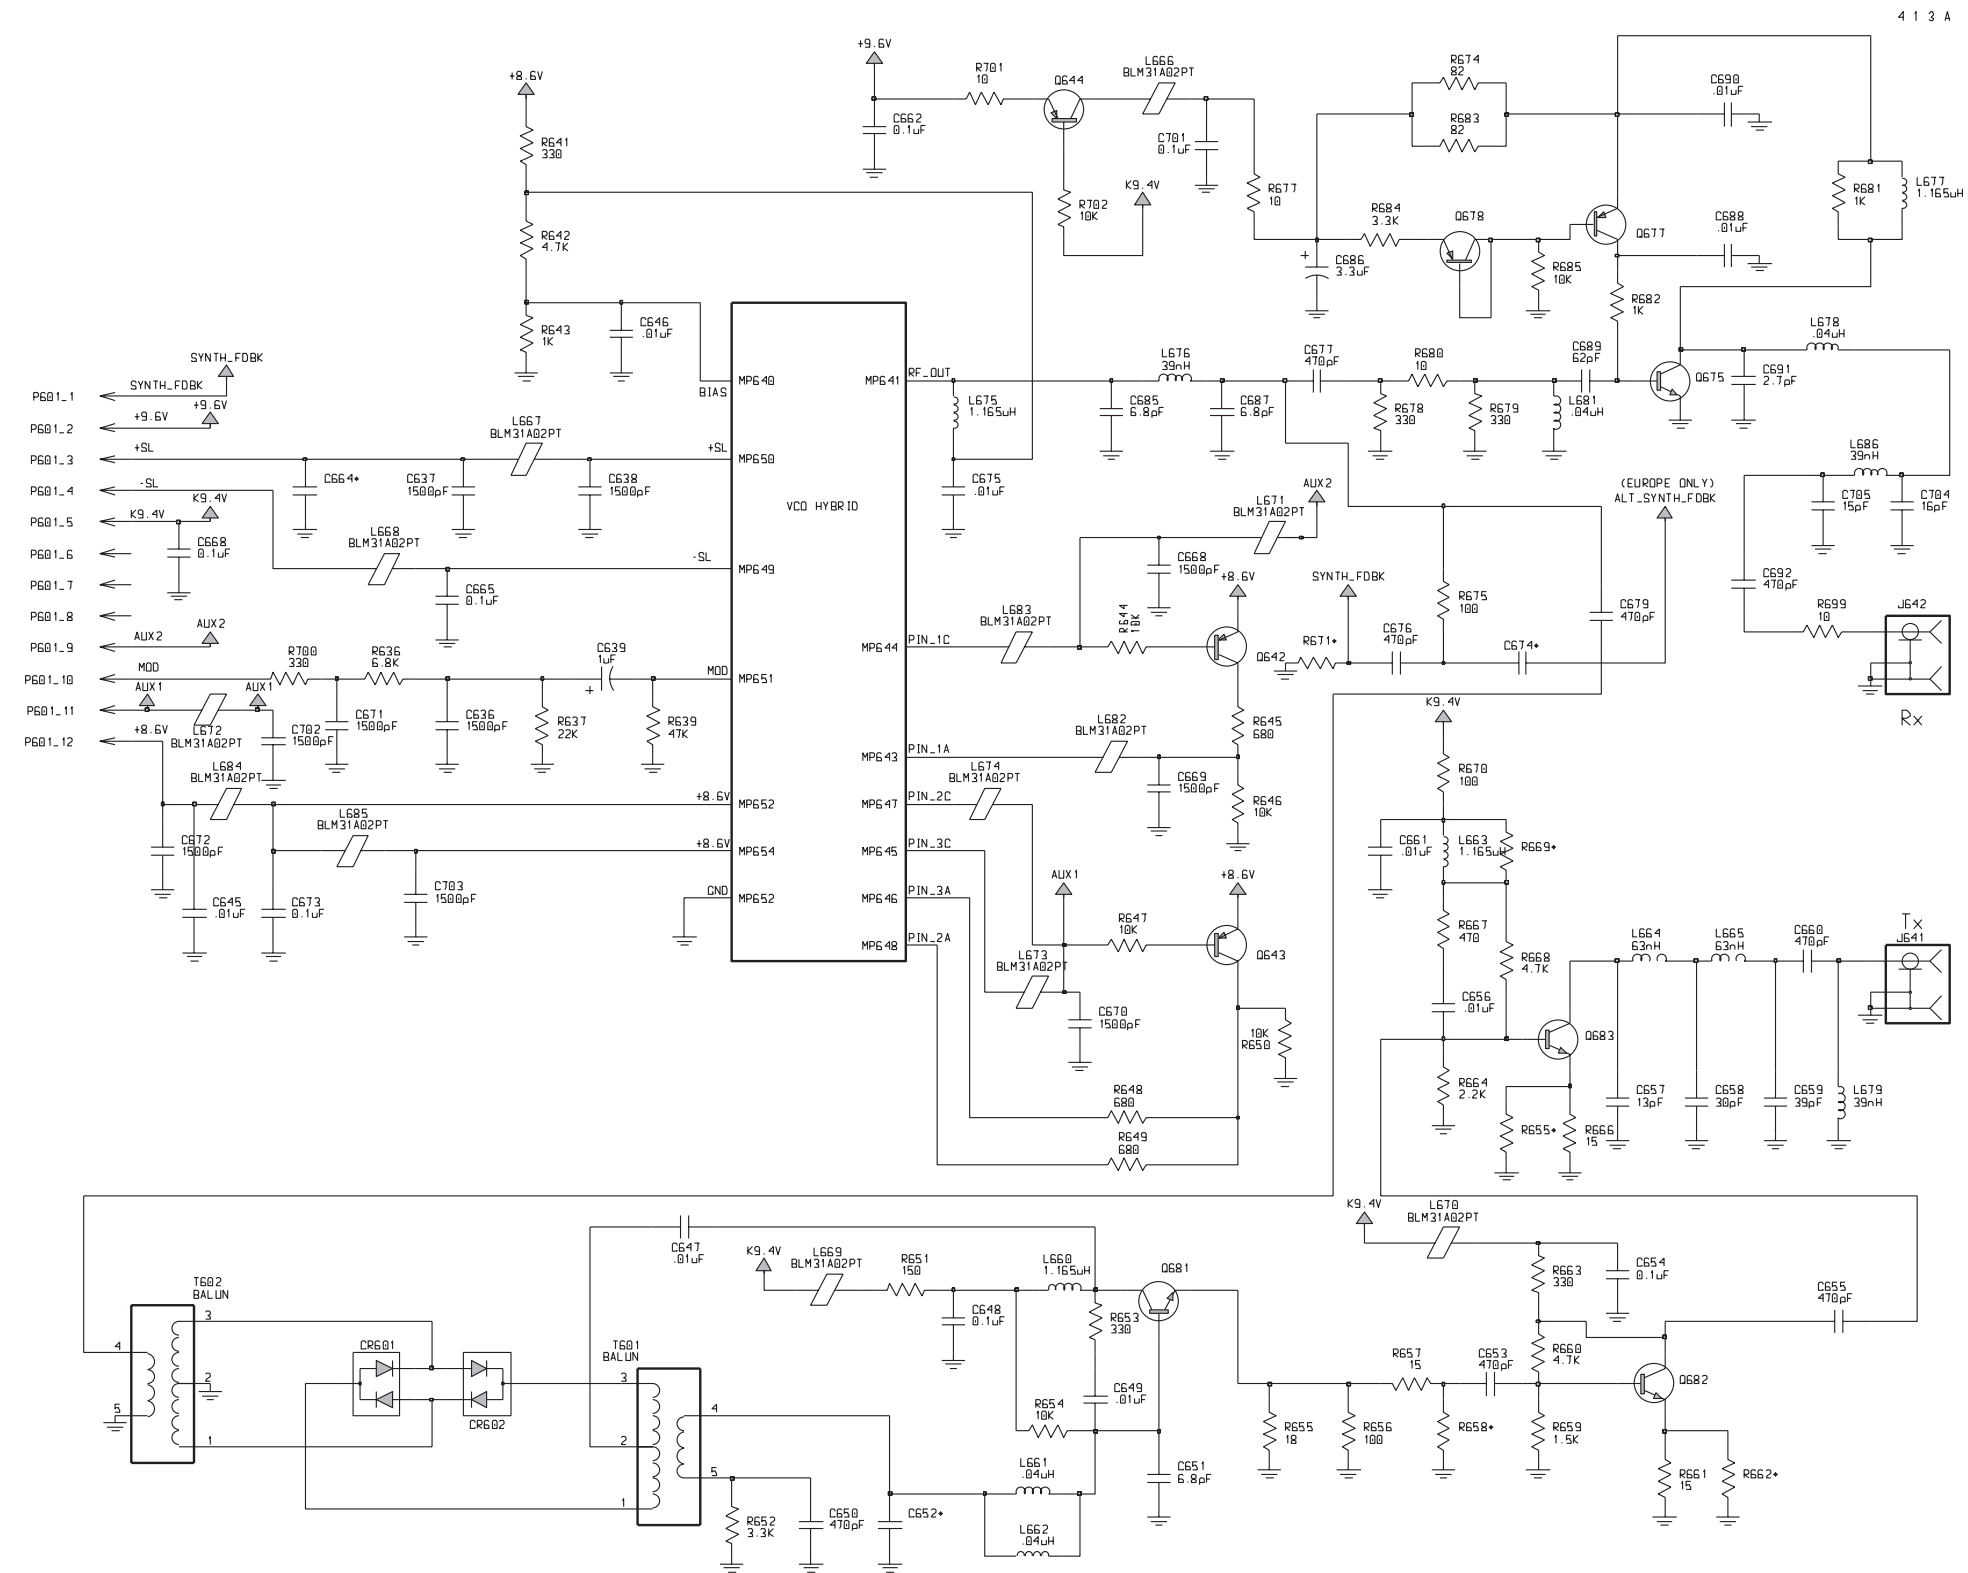 4 1 3 A
+9.6V
R701
10
Q644
L666
BLM31A02PT
R674
82
C690
.01uF
+8.6V
C662
0.1uF
R683
82
R641
330
C701
0.1uF
K9.4V
R677
10
R681
1K
L677
1.165uH
R702
10K
R684
3.3K
Q678
C688
.01uF
R642
4.7K
Q677
+
C686
3.3uF
R685
10K
R682
1K
R643
1K
C646
.01uF
L678
.04uH
SYNTH_FDBK
SYNTH_FDBK
P601_1
MP640
BIAS
MP641
RF_OUT
L676
39nH
C677
470pF
R680
10
C689
62pF
Q675
C691
2.7pF
+9.6V
P601_2
L675
1.165uH
C685
6.8pF
C687
6.8pF
R678
330
R679
330
L681
.04uH
+SL
P601_3
L667
BLM31A02PT
+SL
MP650
L686
39nH
-SL
P601_4
C664*
C637
1500pF
C638
1500pF
C675
.01uF
AUX2
(EUROPE ONLY)
ALT_SYNTH_FDBK
K9.4V
K9.4V
P601_5
VCO HYBRID
L671
BLM31A02PT
C705
15pF
C704
16pF
P601_6
C668
0.1uF
L668
BLM31A02PT
-SL
MP649
C668
1500pF
P601_7
C665
0.1uF
+8.6V
SYNTH_FDBK
R675
100
C679
470pF
C692
470pF
P601_8
L683
BLM31A02PT
R644
10K
R699
10
J642
AUX2
AUX2
P601_9
MP644
PIN_1C
Q642
R671*
C676
470pF
C674*
MOD
P601_10
R700
330
R636
6.8K
C639
1uF
+
MOD
MP651
AUX1
AUX1
P601_11
L672
BLM31A02PT
C702
1500pF
C671
1500pF
C636
1500pF
R637
22K
R639
47K
L682
BLM31A02PT
R645
680
K9.4V
Rx
+8.6V
P601_12
MP643
PIN_1A
L684
BLM31A02PT
L674
BLM31A02PT
C669
1500pF
R646
10K
R670
100
+8.6V
MP652
MP647
PIN_2C
L685
BLM31A02PT
C672
1500pF
+8.6V
MP654
MP645
PIN_3C
C661
.01uF
L663
1.165uH
R669*
C703
1500pF
AUX1
+8.6V
GND
MP652
MP646
PIN_3A
C645
.01uF
C673
0.1uF
R647
10K
R667
470
Tx
J641
MP648
PIN_2A
Q643
L664
63nH
L665
63nH
C660
470pF
L673
BLM31A02PT
R668
4.7K
C670
1500pF
C656
.01uF
10K
R650
Q683
R648
680
R664
2.2K
C657
13pF
C658
30pF
C659
39pF
L679
39nH
R649
680
R655*
R666
15
K9.4V
L670
BLM31A02PT
C647
.01uF
K9.4V
L669
BLM31A02PT
R651
150
L660
1.165uH
Q681
R663
330
C654
0.1uF
T602
BALUN
C655
470pF
3
C648
0.1uF
R653
330
4
CR601
T601
BALUN
R657
15
C653
470pF
R660
4.7K
2
3
Q682
5
CR602
4
R654
10K
C649
.01uF
R655
18
R656
100
R658*
R659
1.5K
1
2
5
L661
.04uH
C651
6.8pF
R661
15
R662*
1
R652
3.3K
C650
470pF
C652*
L662
.04uH